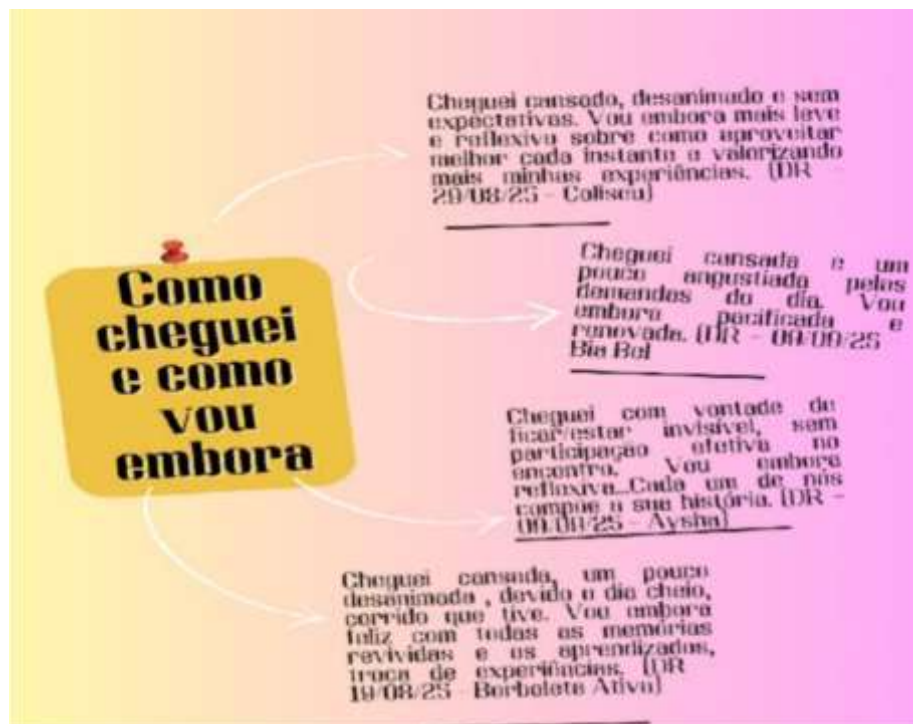 Como
cheguei
e como
vou
embora
Cheguei cansado, desanimado e sem
expectativas. Vou embora mais leve
e reflexivo sobre como aproveitar
melhor cada instante e valorizando
mais minhas experiências. (DR –
29/08/25 – Coliseu)
Cheguei cansada e um
pouco angustiada pelas
demandas do dia. Vou
embora pacificada e
renovada. (DR –
Bia Bel
Cheguei com vontade de
ficar/estar invisível, sem
participação efetiva no
encontro. Vou embora
reflexiva...Cada um de nós
compõe a sua história. (DR –
– Aysha)
Cheguei cansada, um pouco
desanimada , devido o dia cheio,
corrido que tive. Vou embora
feliz com todas as memórias
revividas e os aprendizados,
troca de experiências. (DR
19/08/25 – Borboleta Ativa)